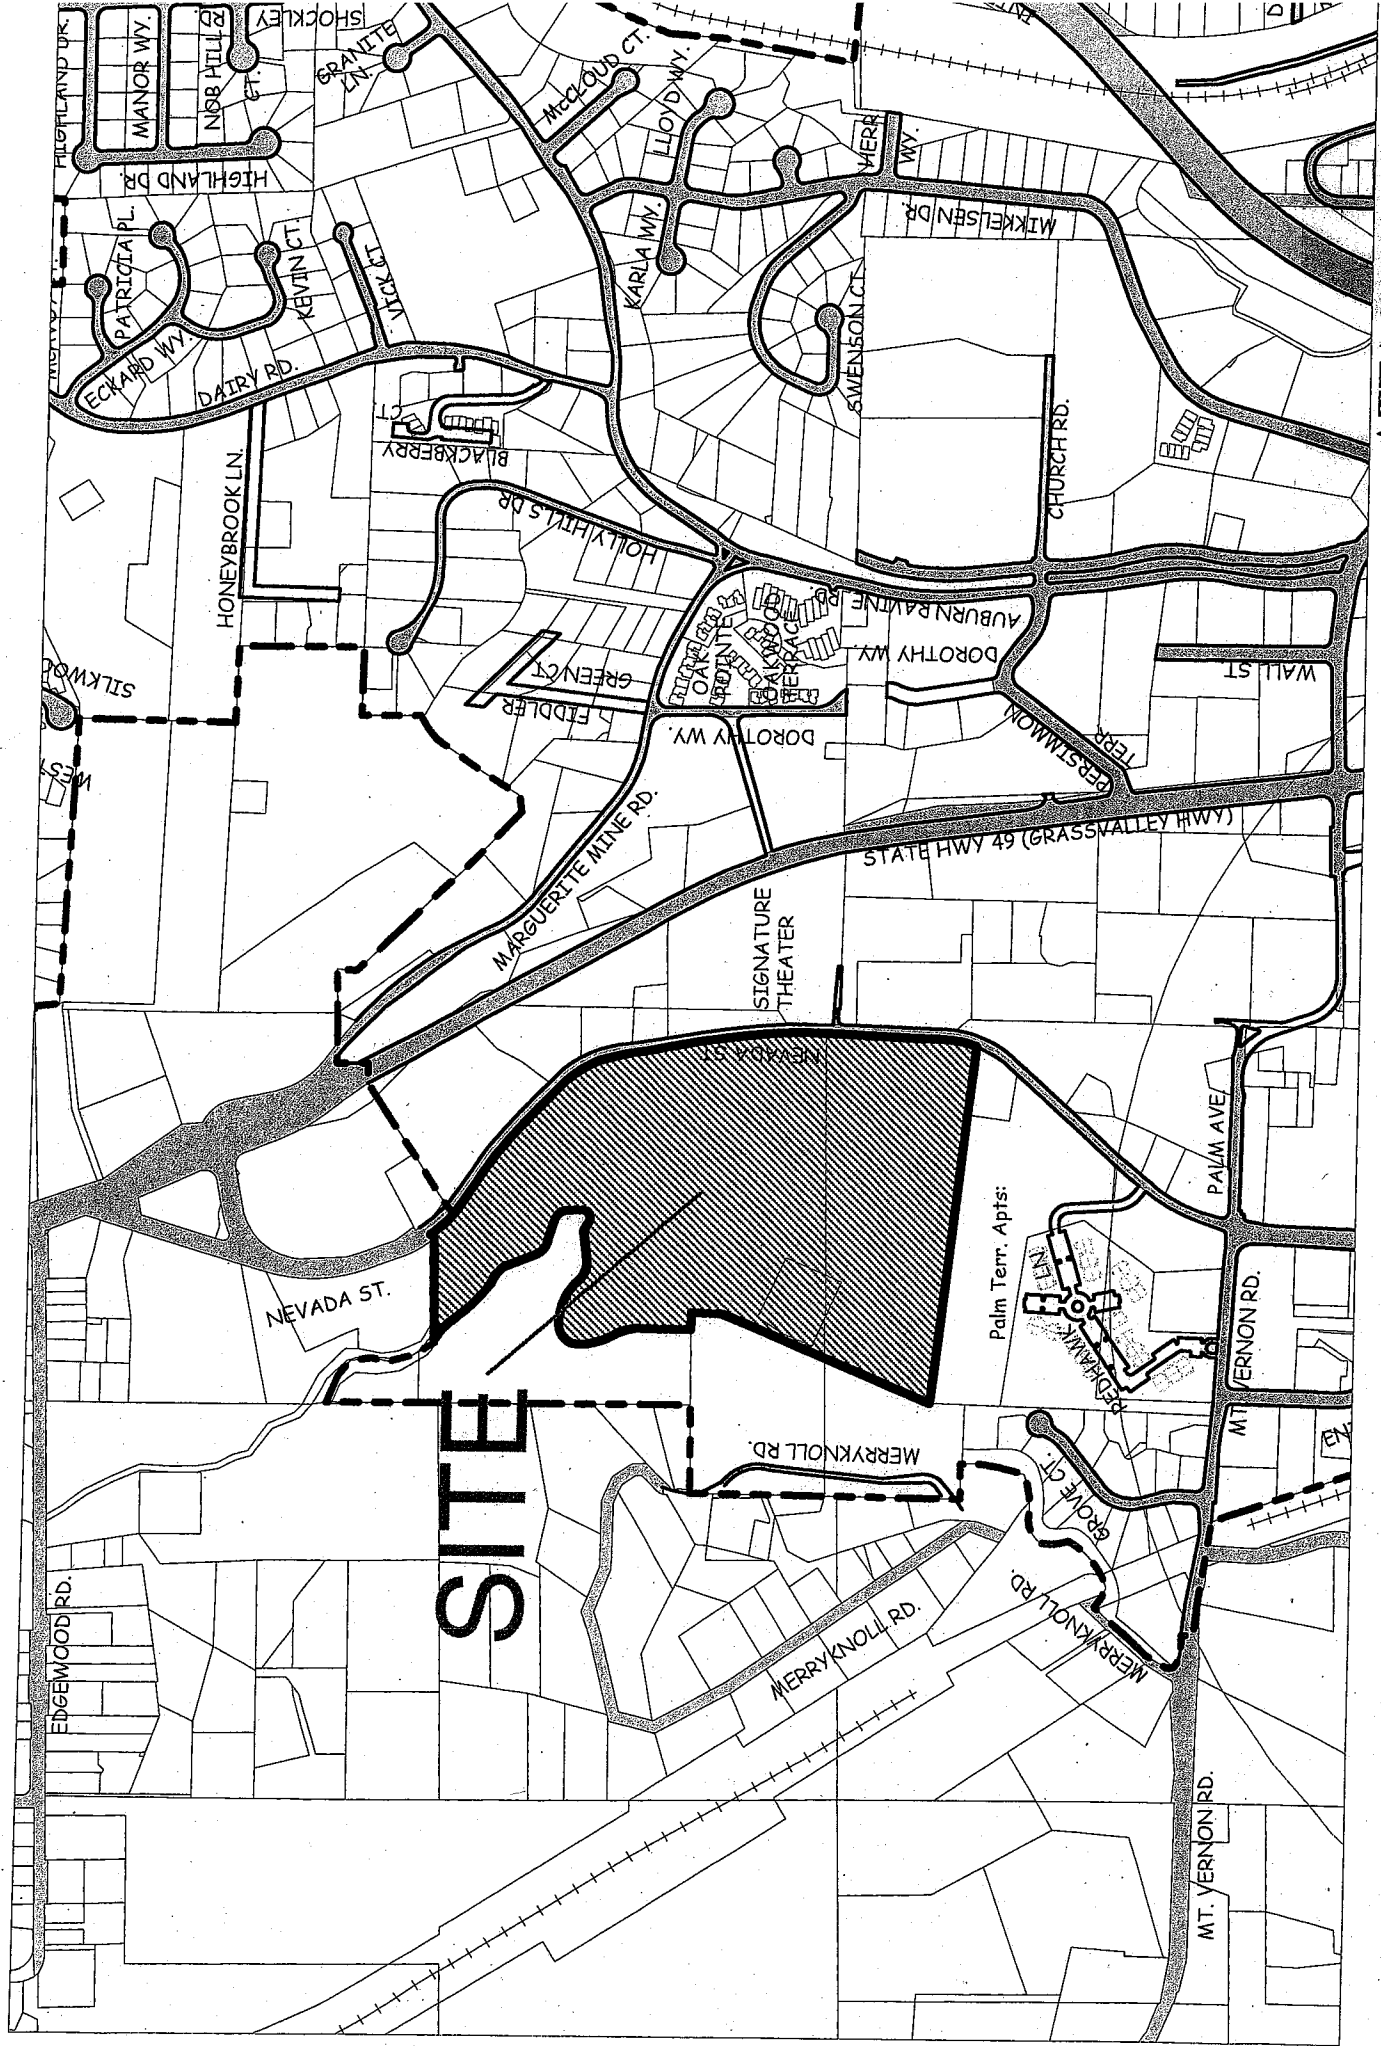 HIGHLAND DR.
MANOR WY.
NOB HILL RD
CT.
SHOCKLEY
HIGHLAND DR.
GRANITE
LN.
PATRICIA PL.
KEVIN CT.
VICK CT
ECKARD WY.
DAIRY RD.
McCLOUD CT.
LLOYD WY.
KARLA WY.
HERR
WY.
MIKKELSEN DR.
SWENSON CT.
BLACKBERRY
CT
HONEYBROOK LN.
HOLLY HILLS DR
CHURCH RD.
SILKWOO
WEST
GREEN CT
FIDDLER
OAK
POINTE
OAKWOOD
TERRACE
AUBURN RAVINE RD
DOROTHY WY.
DOROTHY WY.
PERSIMMON
TERR
WALL ST
MARGUERITE MINE RD.
STATE HWY 49 (GRASSVALLEY HWY)
SIGNATURE
THEATER
NEVADA ST
NEVADA ST.
PALM AVE.
Palm Terr. Apts:
REDHAWK LN
SITE
MT. VERNON RD.
MERRYKNOLL RD.
GROVE CT.
EDGEWOOD RD.
MERRYKNOLL RD.
MERRYKNOLL RD.
MERRYKNOLL
MT. VERNON RD.